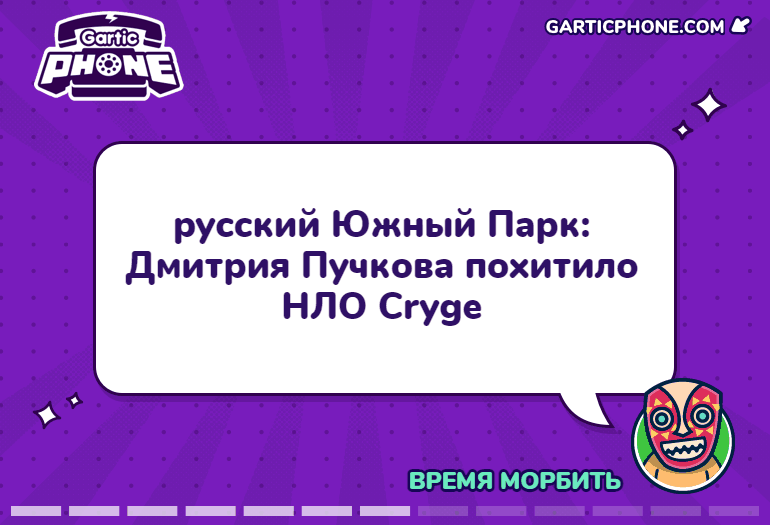 Gartic
PHONE
GARTICPHONE.COM
русский Южный Парк:
Дмитрия Пучкова похитило
НЛО Cryge
ВРЕМЯ МОРБИТЬ